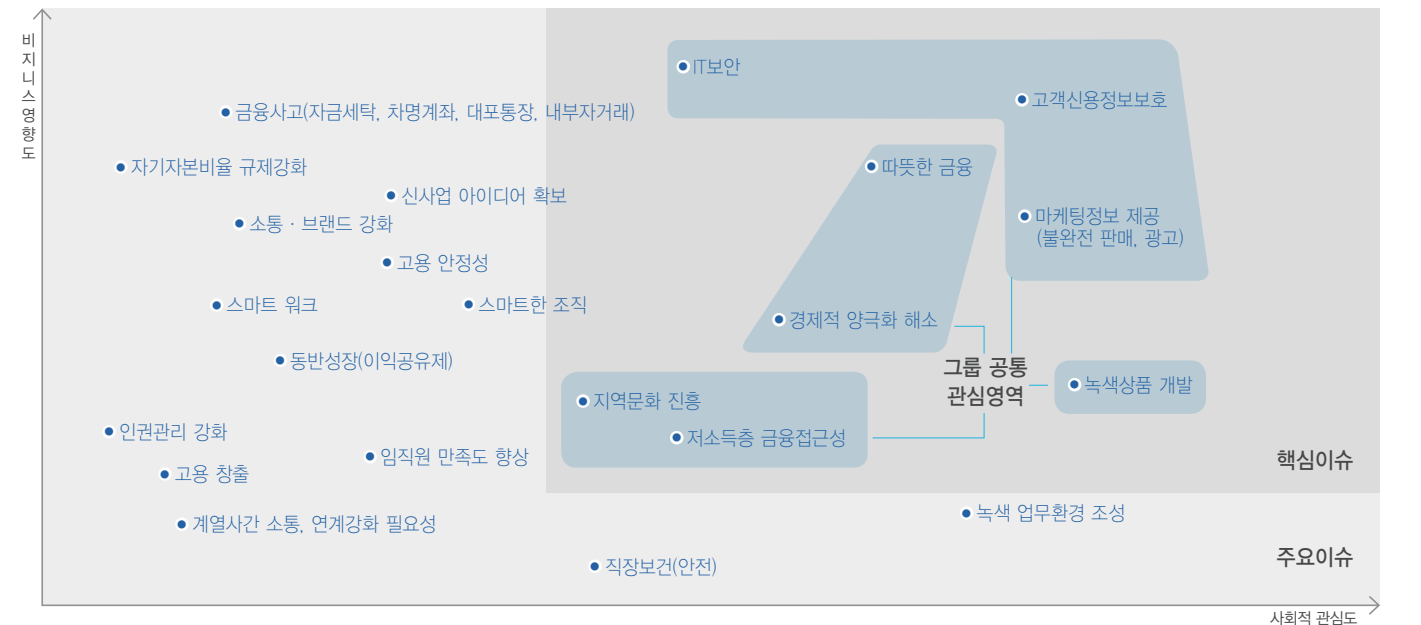 비지니스영향도
IT보안
고객신용정보보호
금융사고(자금세탁, 차명계좌, 대포통장, 내부자거래)
자기자본비율 규제강화
따뜻한 금융
신사업 아이디어 확보
소통 · 브랜드 강화
마케팅정보 제공
(불완전 판매, 광고)
고용 안정성
스마트 워크
스마트한 조직
경제적 양극화 해소
동반성장(이익공유제)
그룹 공통
관심영역
녹색상품 개발
지역문화 진흥
인권관리 강화
저소득층 금융접근성
임직원 만족도 향상
핵심이슈
고용 창출
계열사간 소통, 연계강화 필요성
녹색 업무환경 조성
직장보건(안전)
주요이슈
사회적 관심도